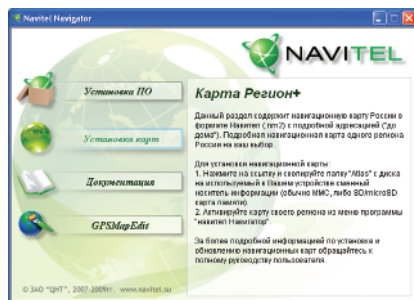 Navitel Navigator
NAVITEL
Установка ПО
Установка карт
Документация
GPSMapEdit
Карта Регион+
Данный раздел содержит навигационную карту России в
формате Навител (.nm2) с подробной адресацией ("до
дома"). Подробная навигационная карта одного региона
России на ваш выбор.
Для установки навигационной карты:
1. Нажмите на ссылку и скопируйте папку "Atlas" с диска
на используемый в Вашем устройстве сменный
носитель информации (обычно MMC, либо SD/microSD
карта памяти).
2. Активируйте карту своего региона из меню программы
"Навител Навигатор".
За более подробной информацией по установке и
обновлению навигационных карт обращайтесь к
полному руководству пользователя.
© ЗАО "ЦНТ", 2007-2009гг. www.navitel.su